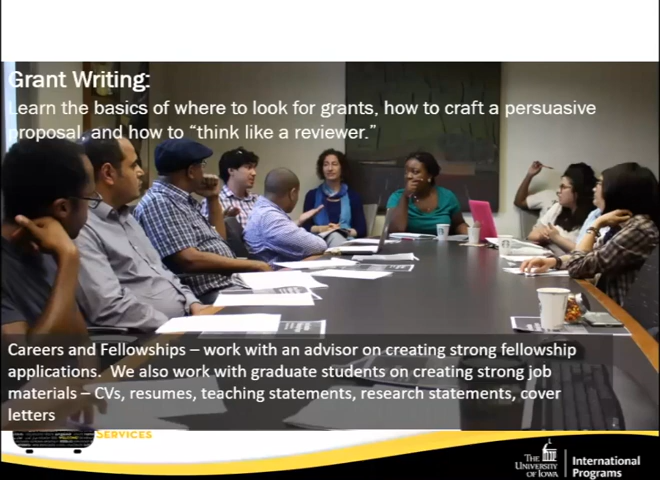 Grant Writing:
Learn the basics of where to look for grants, how to craft a persuasive
proposal, and how to “think like a reviewer.”
Careers and Fellowships – work with an advisor on creating strong fellowship
applications.  We also work with graduate students on creating strong job
materials – CVs, resumes, teaching statements, research statements, cover
letters
SERVICES
THE
UNIVERSITY
OF IOWA
International
Programs